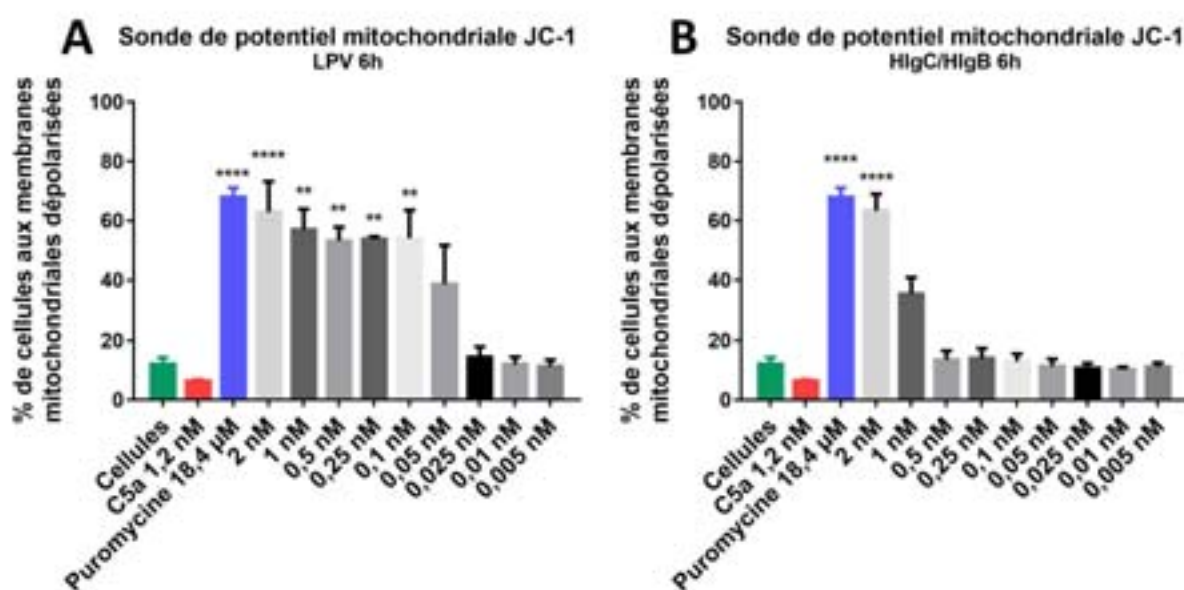 A
Sonde de potentiel mitochondriale JC-1
LPV 6h
% de cellules aux membranes
mitochondriales dépolarisées
100
80
60
40
20
0
****
****
**
**
**
**
Cellules
C5a 1,2 nM
Puromycine 18,4 µM
2 nM
1 nM
0,5 nM
0,25 nM
0,1 nM
0,05 nM
0,025 nM
0,01 nM
0,005 nM
B
Sonde de potentiel mitochondriale JC-1
HlgC/HlgB 6h
% de cellules aux membranes
mitochondriales dépolarisées
100
80
60
40
20
0
****
****
Cellules
C5a 1,2 nM
Puromycine 18,4 µM
2 nM
1 nM
0,5 nM
0,25 nM
0,1 nM
0,05 nM
0,025 nM
0,01 nM
0,005 nM